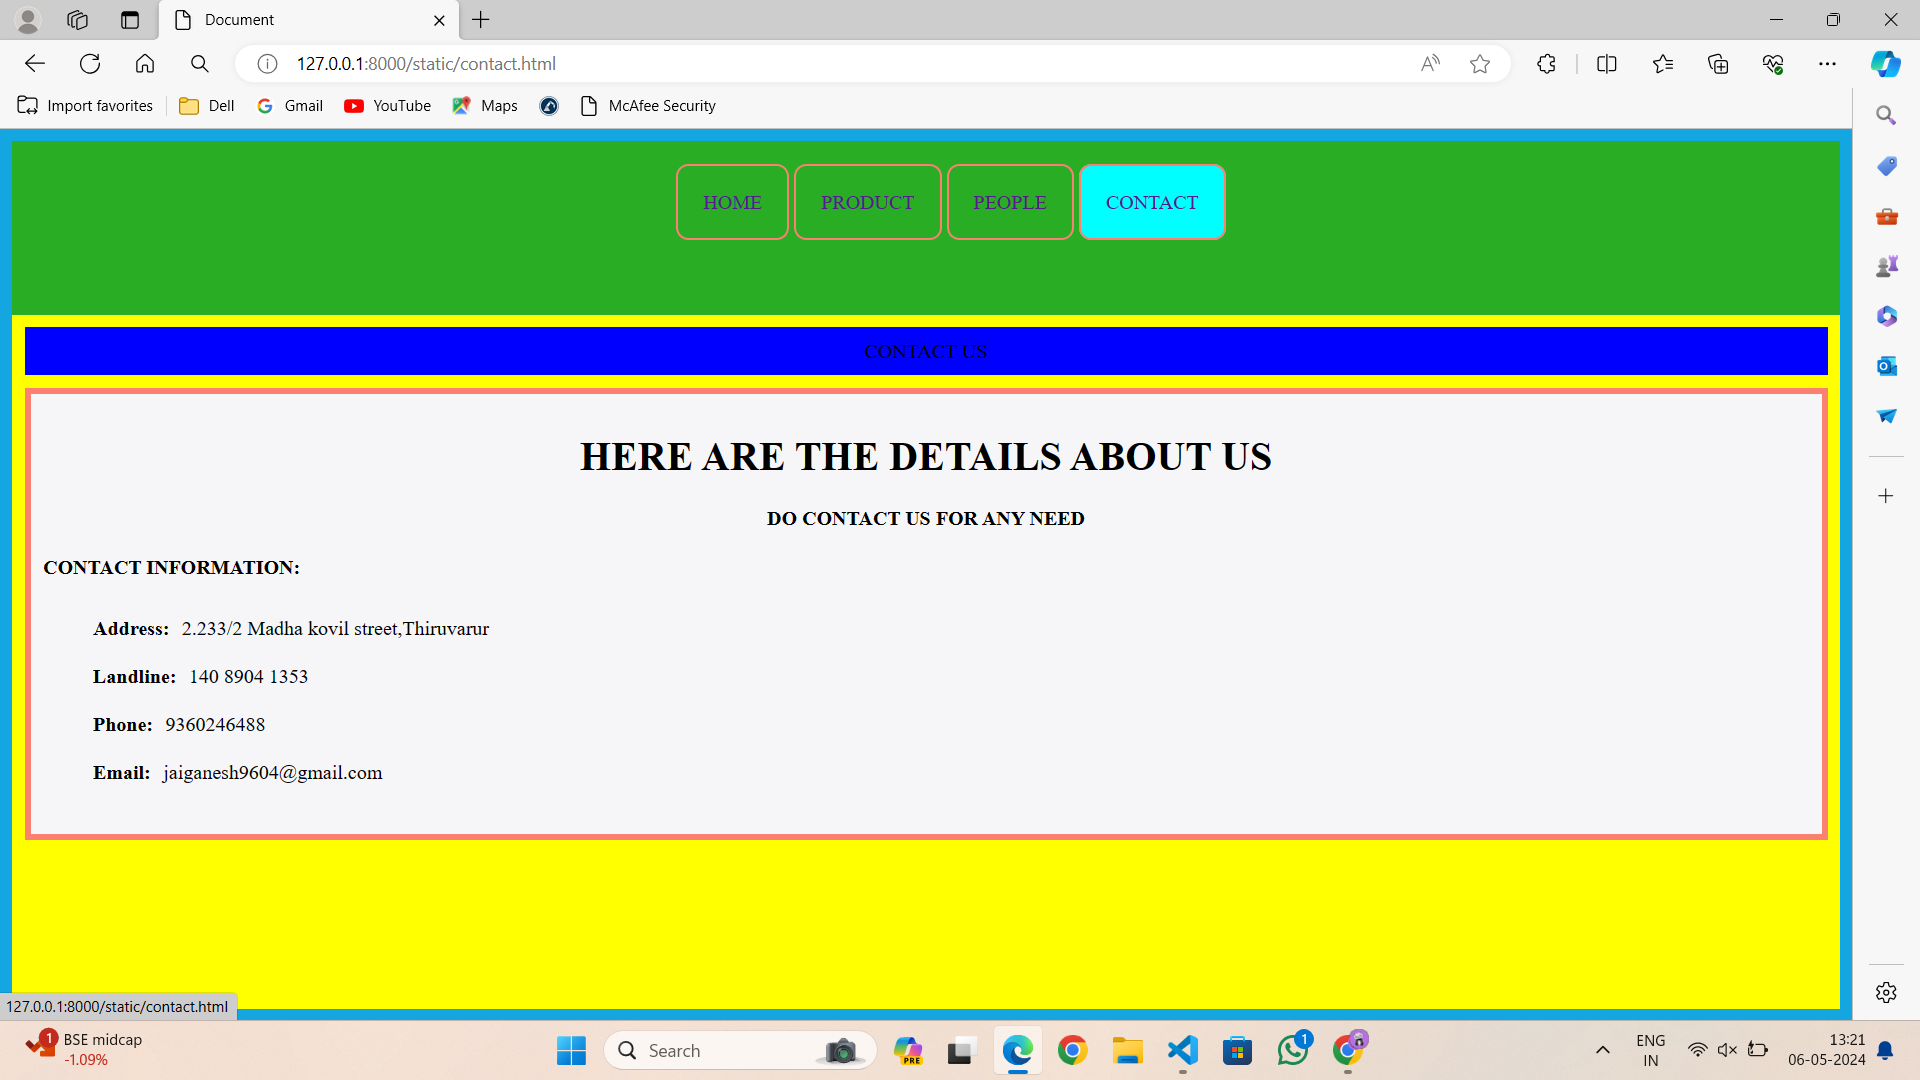 Document
127.0.0.1:8000/static/contact.html
Import favorites Dell Gmail YouTube Maps McAfee Security
HOME PRODUCT PEOPLE CONTACT
CONTACT US
HERE ARE THE DETAILS ABOUT US
DO CONTACT US FOR ANY NEED
CONTACT INFORMATION:
Address: 2.233/2 Madha kovil street,Thiruvarur
Landline: 140 8904 1353
Phone: 9360246488
Email: jaiganesh9604@gmail.com
127.0.0.1:8000/static/contact.html
1 BSE midcap
-1.09%
Search
PRE
1
ENG
IN
13:21
06-05-2024